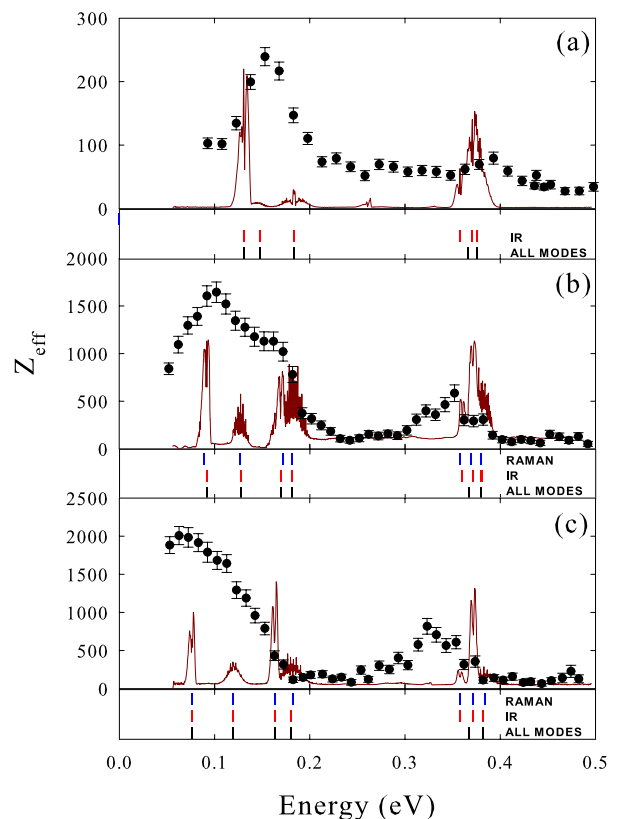 (a)
300
200
100
0
IR
ALL MODES
2000
(b)
1500
1000
500
0
Z_eff
RAMAN
IR
ALL MODES
2500
(c)
2000
1500
1000
500
0
RAMAN
IR
ALL MODES
0.0 0.1 0.2 0.3 0.4 0.5
Energy (eV)